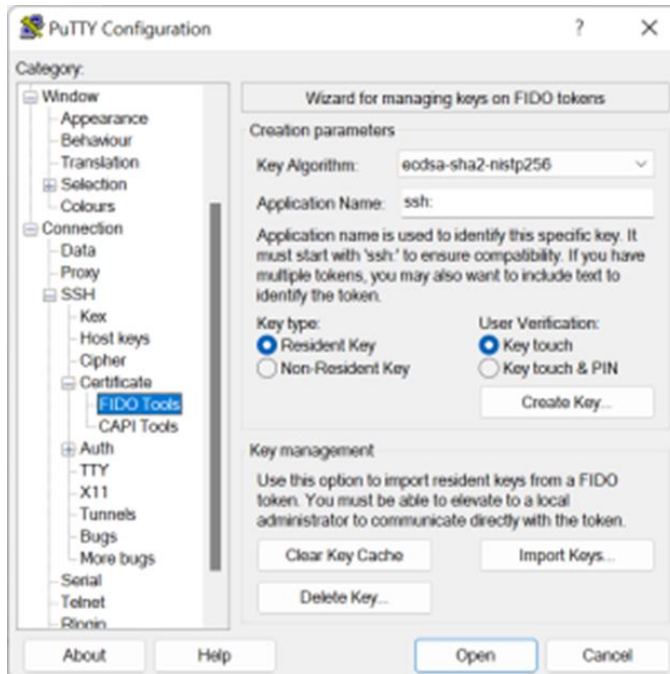 PuTTY Configuration
Category:
Window
Appearance
Behaviour
Translation
Selection
Colours
Connection
Data
Proxy
SSH
Kex
Host keys
Cipher
Certificate
FIDO Tools
CAPI Tools
Auth
TTY
X11
Tunnels
Bugs
More bugs
Serial
Telnet
Rlogin
Wizard for managing keys on FIDO tokens
Creation parameters
Key Algorithm: ecdsa-sha2-nistp256
Application Name: ssh:
Application name is used to identify this specific key. It
must start with 'ssh:' to ensure compatibility. If you have
multiple tokens, you may also want to include text to
identify the token.
Key type: User Verification:
Resident Key Key touch
Non-Resident Key Key touch & PIN
Create Key...
Key management
Use this option to import resident keys from a FIDO
token. You must be able to elevate to a local
administrator to communicate directly with the token.
Clear Key Cache Import Keys...
Delete Key...
About Help Open Cancel